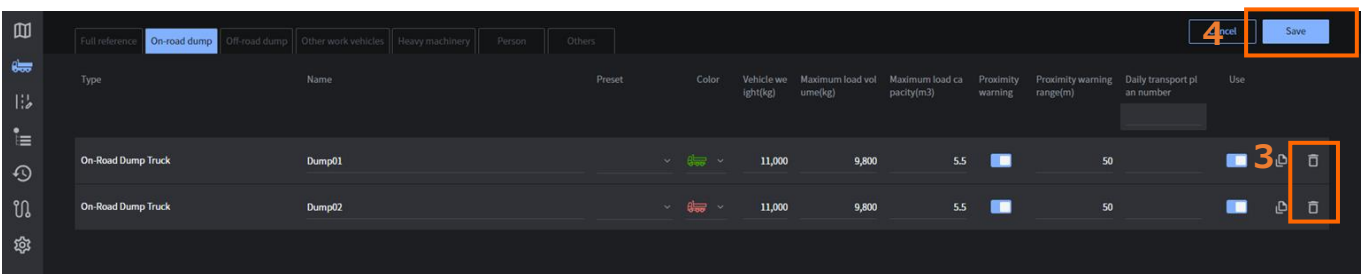 Full reference On-road dump Off-road dump Other work vehicles Heavy machinery Person Others Cancel 4 Save
Type Name Preset Color Vehicle we Maximum load vol Maximum load ca Proximity Proximity warning Daily transport pl Use
ight(kg) ume(kg) pacity(m3) warning range(m) an number
On-Road Dump Truck Dump01 11,000 9,800 5.5 50 3
On-Road Dump Truck Dump02 11,000 9,800 5.5 50